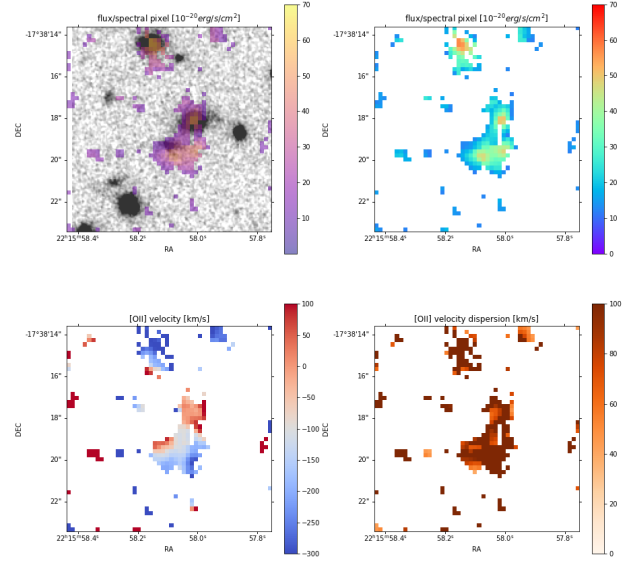 flux/spectral pixel [10⁻²⁰erg/s/cm²]
-17°38'14"
16"
18"
20"
22"
DEC
22ʰ15ᵐ58.4ˢ
58.2ˢ
58.0ˢ
57.8ˢ
RA
70
60
50
40
30
20
10
0
flux/spectral pixel [10⁻²⁰erg/s/cm²]
-17°38'14"
16"
18"
20"
22"
DEC
22ʰ15ᵐ58.4ˢ
58.2ˢ
58.0ˢ
57.8ˢ
RA
70
60
50
40
30
20
10
0
[OII] velocity [km/s]
-17°38'14"
16"
18"
20"
22"
DEC
22ʰ15ᵐ58.4ˢ
58.2ˢ
58.0ˢ
57.8ˢ
RA
100
50
0
-50
-100
-150
-200
-250
-300
[OII] velocity dispersion [km/s]
-17°38'14"
16"
18"
20"
22"
DEC
22ʰ15ᵐ58.4ˢ
58.2ˢ
58.0ˢ
57.8ˢ
RA
100
80
60
40
20
0